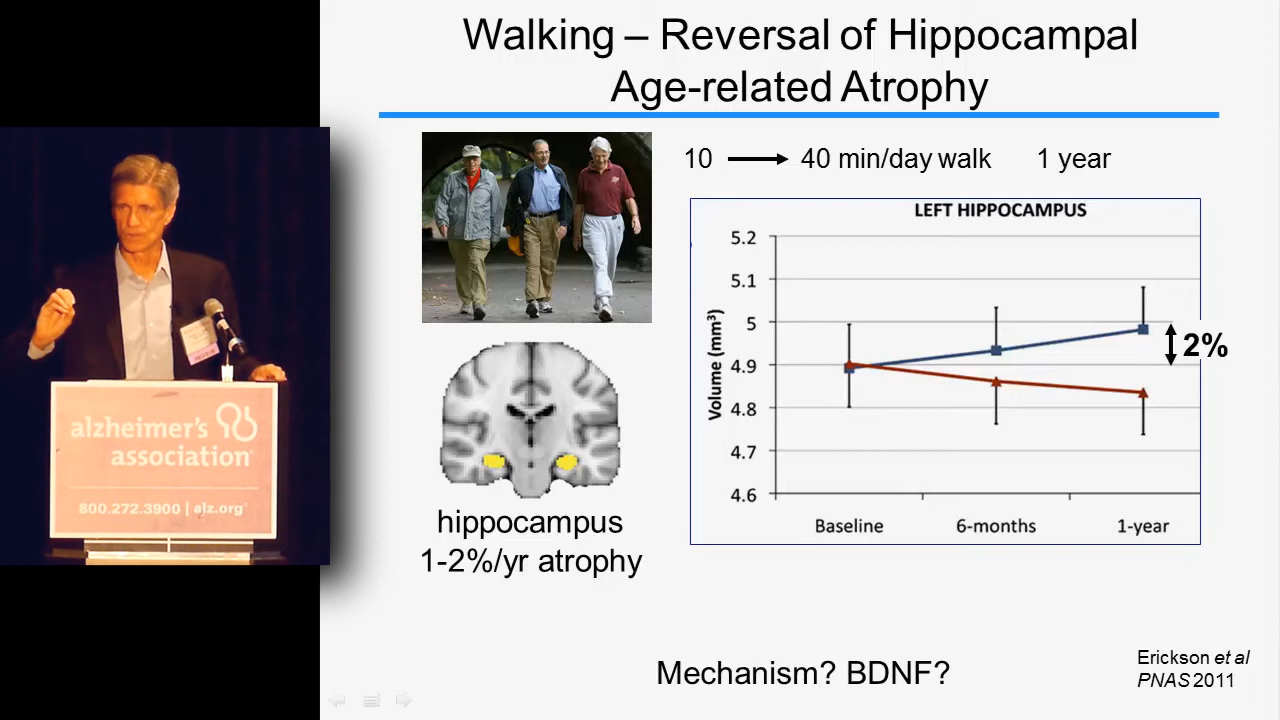 Walking – Reversal of Hippocampal
Age-related Atrophy
10 40 min/day walk 1 year
LEFT HIPPOCAMPUS
5.2
5.1
5
4.9
4.8
4.7
4.6
Volume (mm³)
Baseline 6-months 1-year
2%
hippocampus
1-2%/yr atrophy
Mechanism? BDNF?
Erickson et al
PNAS 2011
alzheimer's
association
800.272.3900 | alz.org